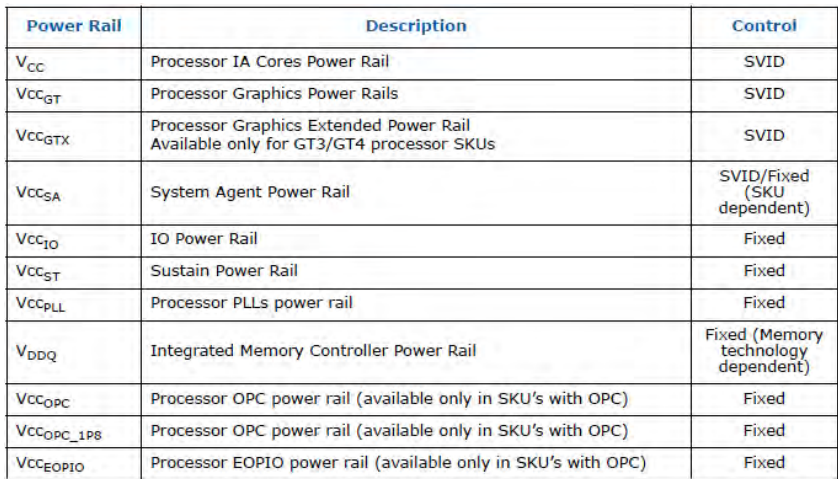 Power Rail Description Control
VCC Processor IA Cores Power Rail SVID
VccGT Processor Graphics Power Rails SVID
VccGTX Processor Graphics Extended Power Rail
Available only for GT3/GT4 processor SKUs SVID
VccSA System Agent Power Rail SVID/Fixed
(SKU
dependent)
VccIO IO Power Rail Fixed
VccST Sustain Power Rail Fixed
VccPLL Processor PLLs power rail Fixed
VDDQ Integrated Memory Controller Power Rail Fixed (Memory
technology
dependent)
VccOPC Processor OPC power rail (available only in SKU's with OPC) Fixed
VccOPC_1P8 Processor OPC power rail (available only in SKU's with OPC) Fixed
VccEOPIO Processor EOPIO power rail (available only in SKU's with OPC) Fixed